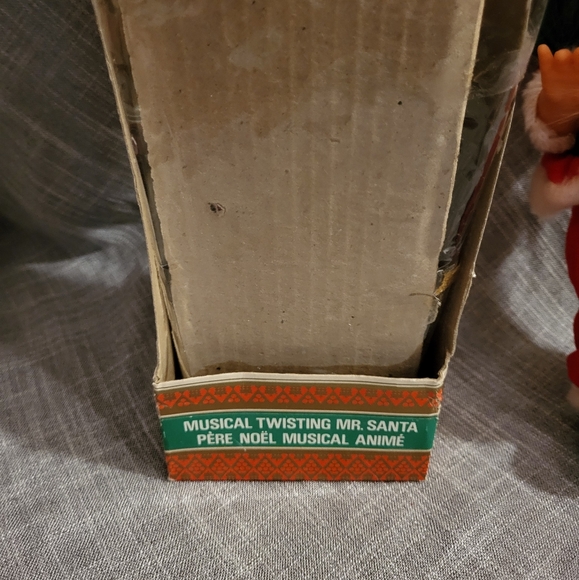 MUSICAL TWISTING MR. SANTA
PÈRE NOËL MUSICAL ANIMÉ